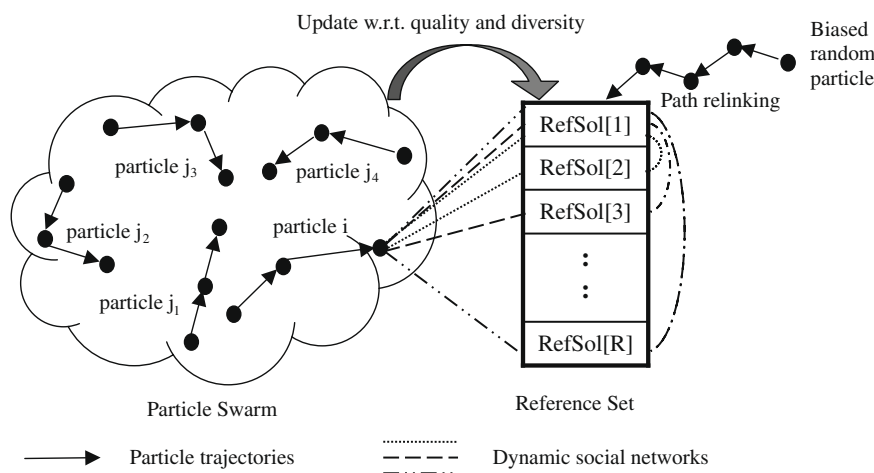 Update w.r.t. quality and diversity
Biased
random
particle
Path relinking
RefSol[1]
RefSol[2]
RefSol[3]
RefSol[R]
particle j3
particle j4
particle j2
particle i
particle j1
Particle Swarm
Reference Set
Particle trajectories
Dynamic social networks